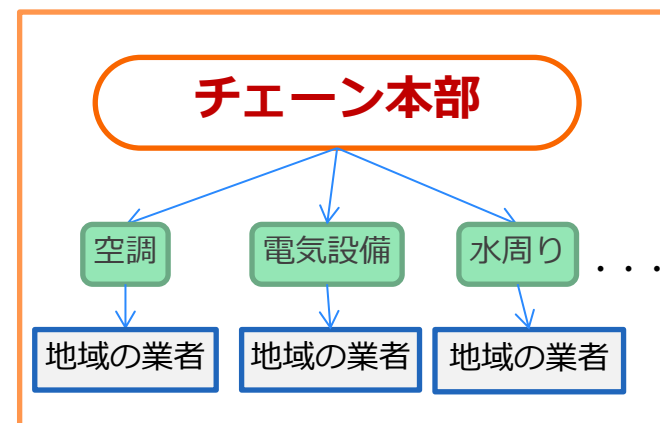 チェーン本部
空調
電気設備
水周り
...
地域の業者
地域の業者
地域の業者